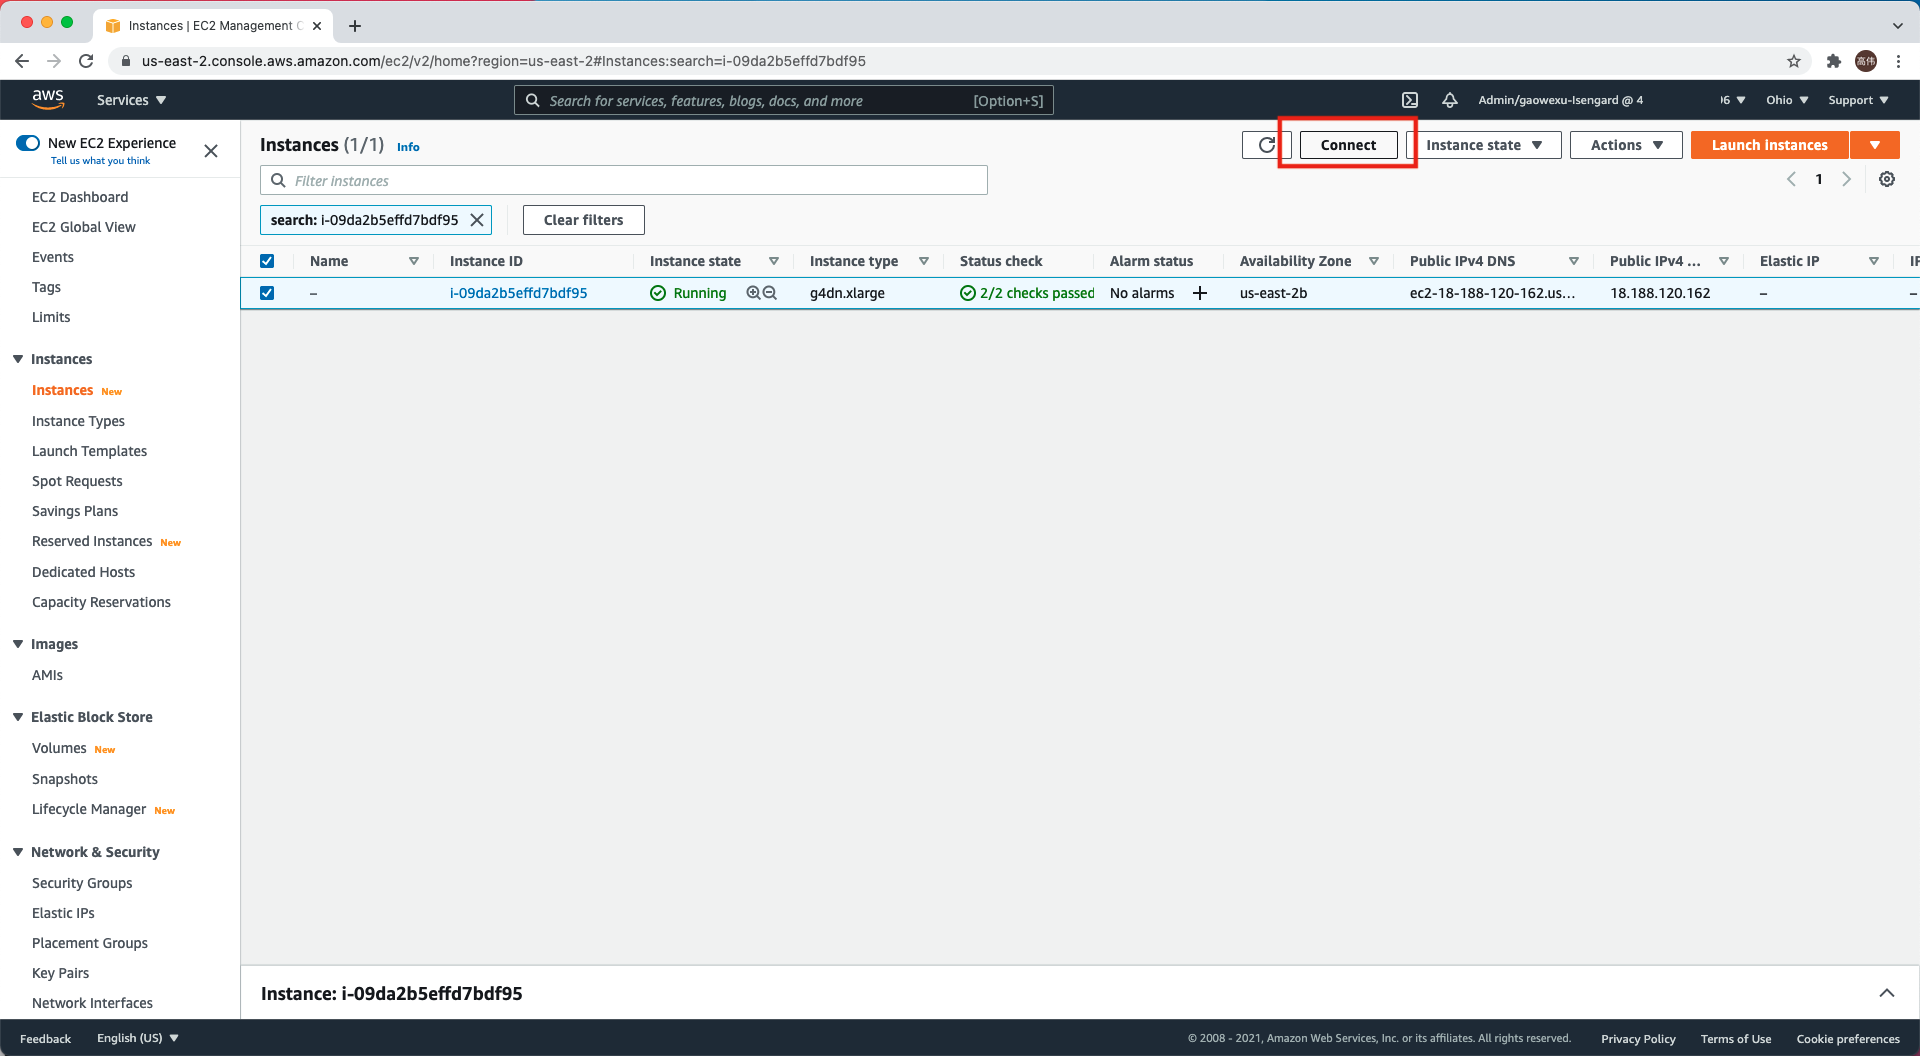 Instances | EC2 Management C
us-east-2.console.aws.amazon.com/ec2/v2/home?region=us-east-2#Instances:search=i-09da2b5effd7bdf95
高伟
aws
Services
Search for services, features, blogs, docs, and more
[Option+S]
Admin/gaowexu-Isengard @ 4
Ohio
Support
New EC2 Experience
Tell us what you think
EC2 Dashboard
EC2 Global View
Events
Tags
Limits
Instances
Instances New
Instance Types
Launch Templates
Spot Requests
Savings Plans
Reserved Instances New
Dedicated Hosts
Capacity Reservations
Images
AMIs
Elastic Block Store
Volumes New
Snapshots
Lifecycle Manager New
Network & Security
Security Groups
Elastic IPs
Placement Groups
Key Pairs
Network Interfaces
Instances (1/1) Info
Connect
Instance state
Actions
Launch instances
Filter instances
1
search: i-09da2b5effd7bdf95
Clear filters
Name Instance ID Instance state Instance type Status check Alarm status Availability Zone Public IPv4 DNS Public IPv4 ... Elastic IP
– i-09da2b5effd7bdf95 Running g4dn.xlarge 2/2 checks passed No alarms + us-east-2b ec2-18-188-120-162.us... 18.188.120.162 – –
Instance: i-09da2b5effd7bdf95
Feedback
English (US)
© 2008 - 2021, Amazon Web Services, Inc. or its affiliates. All rights reserved.
Privacy Policy
Terms of Use
Cookie preferences